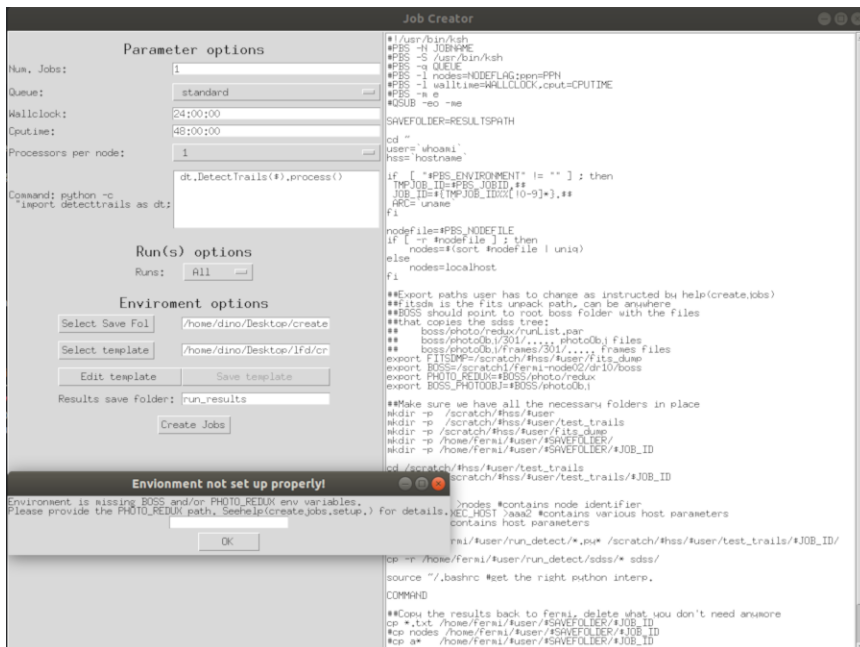 Job Creator
Parameter options
Num. Jobs:
1
Queue:
standard
Wallclock:
24:00:00
Cputime:
48:00:00
Processors per node:
1
Command: python -c
"import detecttrails as dt;
dt.DetectTrails($).process()
Run(s) options
Runs:
All
Enviroment options
Select Save Fol
/home/dino/Desktop/create
Select template
/home/dino/Desktop/lfd/cr
Edit template
Save template
Results save folder:
run_results
Create Jobs
Envionment not set up properly!
Environment is missing BOSS and/or PHOTO_REDUX env variables.
Please provide the PHOTO_REDUX path. Seehelp(create.jobs.setup.) for details.
OK
#!/usr/bin/ksh
#PBS -N JOBNAME
#PBS -S /usr/bin/ksh
#PBS -q QUEUE
#PBS -l nodes=NODEFLAG:ppn=PPN
#PBS -l walltime=WALLCLOCK,cput=CPUTIME
#PBS -m e
#QSUB -eo -me
SAVEFOLDER=RESULTSPATH
cd ~
user=`whoami`
hss=`hostname`
if [ "$PBS_ENVIRONMENT" != "" ] ; then
TMPJOB_ID=$PBS_JOBID.##
JOB_ID=${TMPJOB_ID%%[!0-9]*}.##
ARC=`uname`
fi
nodefile=$PBS_NODEFILE
if [ -r $nodefile ] ; then
nodes=$(sort $nodefile | uniq)
else
nodes=localhost
fi
##Export paths user has to change as instructed by help(create.jobs)
##fitsdm is the fits unpack path, can be anywhere
##BOSS should point to root boss folder with the files
##that copies the sdss tree:
## boss/photo/redux/runList.par
## boss/photoObj/301/..... photoObj files
## boss/photoObj/frames/301/..... frames files
export FITSDMP=/scratch/$hss/$user/fits_dump
export BOSS=/scratch1/fermi-node02/dr10/boss
export PHOTO_REDUX=$BOSS/photo/redux
export BOSS_PHOTOOBJ=$BOSS/photoObj
##Make sure we have all the necessary folders in place
mkdir -p /scratch/$hss/$user
mkdir -p /scratch/$hss/$user/test_trails
mkdir -p /scratch/$hss/$user/fits_dump
mkdir -p /home/fermi/$user/$SAVEFOLDER/
mkdir -p /home/fermi/$user/$SAVEFOLDER/$JOB_ID
cd /scratch/$hss/$user/test_trails
scratch/$hss/$user/test_trails/$JOB_ID
>nodes #contains node identifier
EXEC_HOST >aaa2 #contains various host parameters
contains host parameters
rmi/$user/run_detect/*.py* /scratch/$hss/$user/test_trails/$JOB_ID/
cp -r /home/fermi/$user/run_detect/sdss/* sdss/
source ~/.bashrc #get the right python interp.
COMMAND
##Copy the results back to fermi, delete what you don't need anymore
cp *.txt /home/fermi/$user/$SAVEFOLDER/$JOB_ID
#cp nodes /home/fermi/$user/$SAVEFOLDER/$JOB_ID
#cp a* /home/fermi/$user/$SAVEFOLDER/$JOB_ID